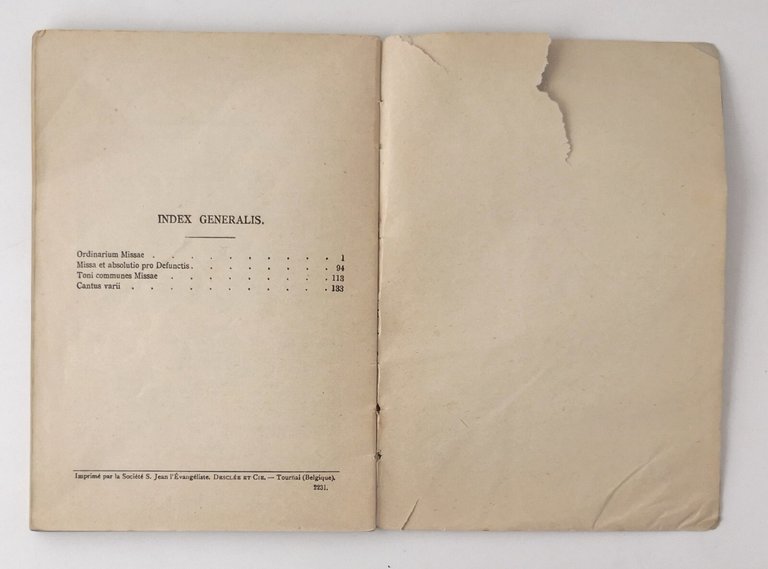 INDEX GENERALIS.
Ordinarium Missae . . . . . . . . . . 1
Missa et absolutio pro Defunctis . . . . . . . . 94
Toni communes Missae . . . . . . . . . . 113
Cantus varii . . . . . . . . . . . 133
Imprimé par la Société S. Jean l'Évangéliste. DESCLÉE ET CIE. — Tournai (Belgique).
2231.